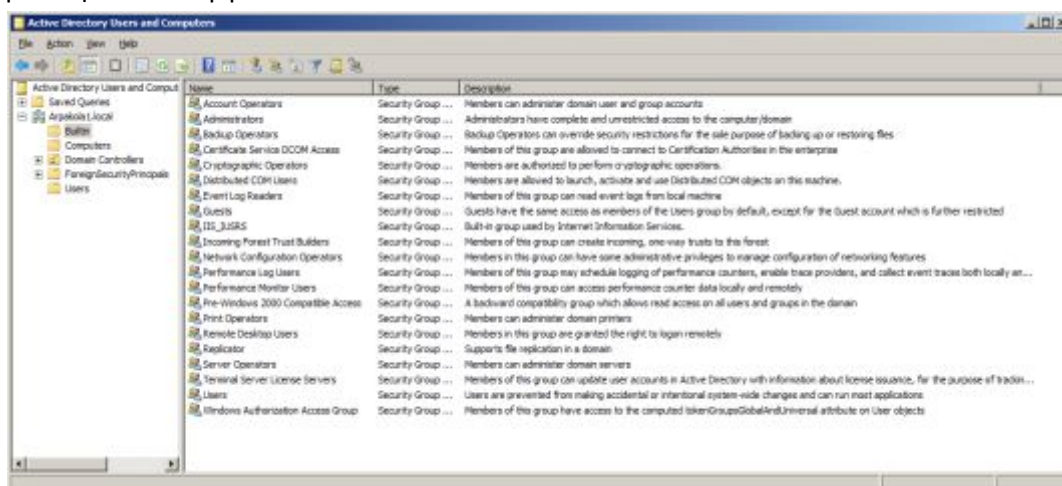 Active Directory Users and Computers
File Action View Help
Active Directory Users and Comput
Saved Queries
Builtin
Computers
Domain Controllers
ForeignSecurityPrincipals
Users
Name Type Description
Account Operators Security Group ... Members can administer domain user and group accounts
Administrators Security Group ... Administrators have complete and unrestricted access to the computer/domain
Backup Operators Security Group ... Backup Operators can override security restrictions for the sole purpose of backing up or restoring files
Certificate Service DCOM Access Security Group ... Members of this group are allowed to connect to Certification Authorities in the enterprise
Cryptographic Operators Security Group ... Members are authorized to perform cryptographic operations.
Distributed COM Users Security Group ... Members are allowed to launch, activate and use Distributed COM objects on this machine.
Event Log Readers Security Group ... Members of this group can read event logs from local machine
Guests Security Group ... Guests have the same access as members of the Users group by default, except for the Guest account which is further restricted
IIS_IUSRS Security Group ... Built-in group used by Internet Information Services.
Incoming Forest Trust Builders Security Group ... Members of this group can create incoming, one-way trusts to this forest
Network Configuration Operators Security Group ... Members in this group can have some administrative privileges to manage configuration of networking features
Performance Log Users Security Group ... Members of this group may schedule logging of performance counters, enable trace providers, and collect event traces both locally an...
Performance Monitor Users Security Group ... Members of this group can access performance counter data locally and remotely
Pre-Windows 2000 Compatible Access Security Group ... A backward compatibility group which allows read access on all users and groups in the domain
Print Operators Security Group ... Members can administer domain printers
Remote Desktop Users Security Group ... Members in this group are granted the right to logon remotely
Replicator Security Group ... Supports file replication in a domain
Server Operators Security Group ... Members can administer domain servers
Terminal Server License Servers Security Group ... Members of this group can update user accounts in Active Directory with information about license issuance, for the purpose of trackin...
Users Security Group ... Users are prevented from making accidental or intentional system-wide changes and can run most applications
Windows Authorization Access Group Security Group ... Members of this group have access to the computed tokenGroupsGlobalAndUniversal attribute on User objects